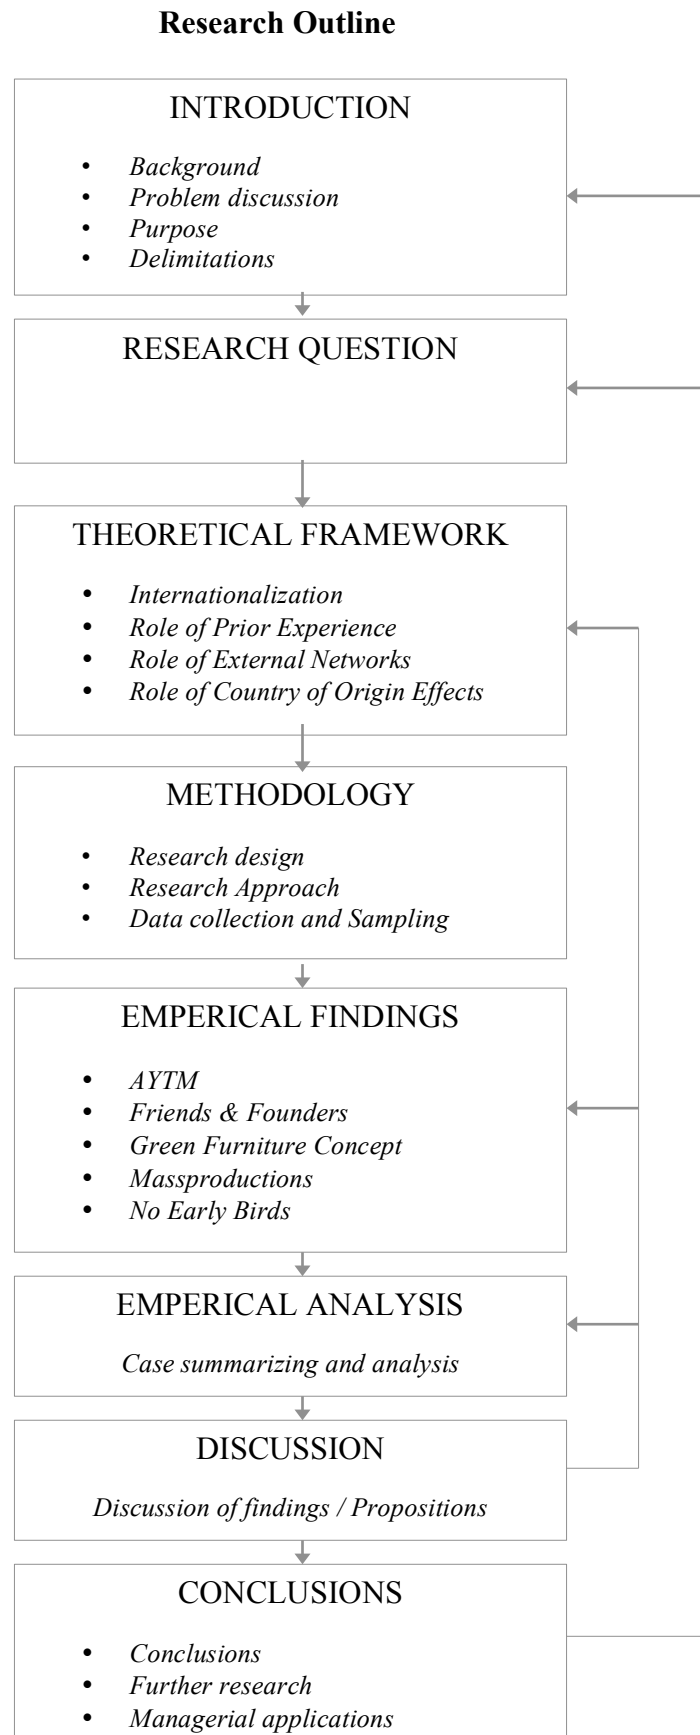 Research Outline
INTRODUCTION
• Background
• Problem discussion
• Purpose
• Delimitations
RESEARCH QUESTION
THEORETICAL FRAMEWORK
• Internationalization
• Role of Prior Experience
• Role of External Networks
• Role of Country of Origin Effects
METHODOLOGY
• Research design
• Research Approach
• Data collection and Sampling
EMPERICAL FINDINGS
• AYTM
• Friends & Founders
• Green Furniture Concept
• Massproductions
• No Early Birds
EMPERICAL ANALYSIS
Case summarizing and analysis
DISCUSSION
Discussion of findings / Propositions
CONCLUSIONS
• Conclusions
• Further research
• Managerial applications